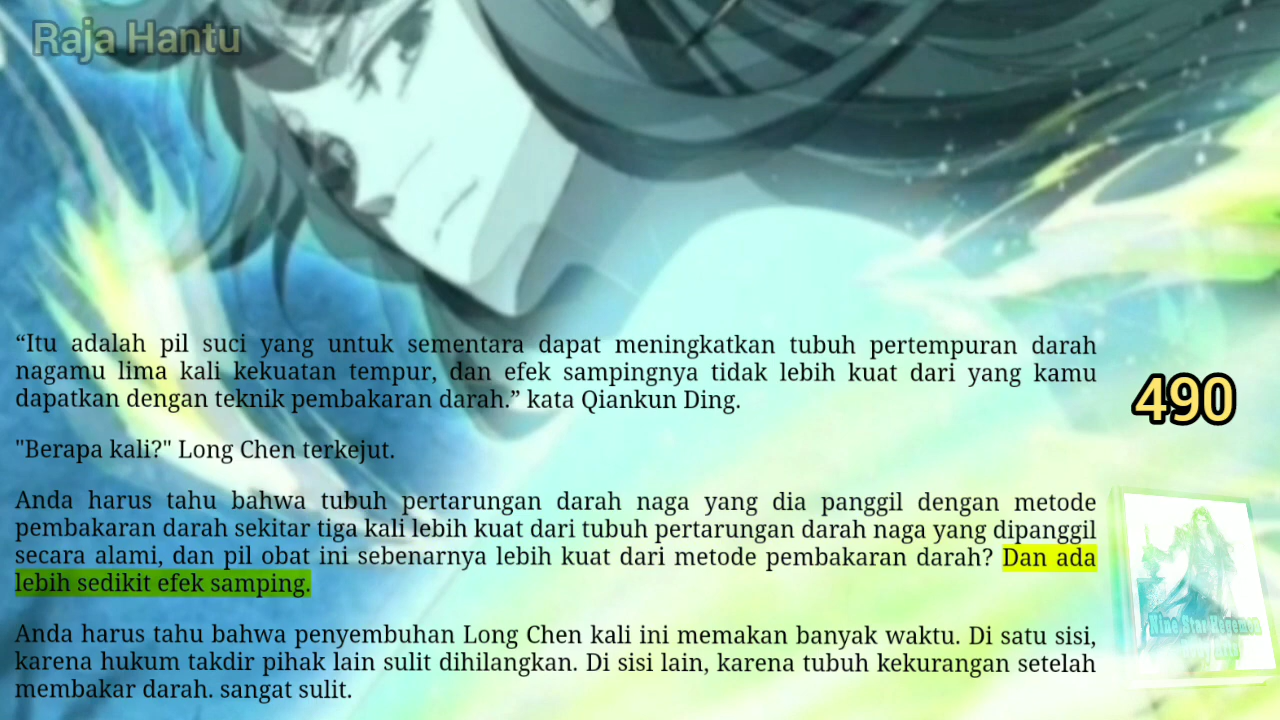 Raja Hantu
“Itu adalah pil suci yang untuk sementara dapat meningkatkan tubuh pertempuran darah
nagamu lima kali kekuatan tempur, dan efek sampingnya tidak lebih kuat dari yang kamu
dapatkan dengan teknik pembakaran darah.” kata Qiankun Ding.
"Berapa kali?" Long Chen terkejut.
Anda harus tahu bahwa tubuh pertarungan darah naga yang dia panggil dengan metode
pembakaran darah sekitar tiga kali lebih kuat dari tubuh pertarungan darah naga yang dipanggil
secara alami, dan pil obat ini sebenarnya lebih kuat dari metode pembakaran darah? Dan ada
lebih sedikit efek samping.
Anda harus tahu bahwa penyembuhan Long Chen kali ini memakan banyak waktu. Di satu sisi,
karena hukum takdir pihak lain sulit dihilangkan. Di sisi lain, karena tubuh kekurangan setelah
membakar darah. sangat sulit.
490
Nine Star Hegemon